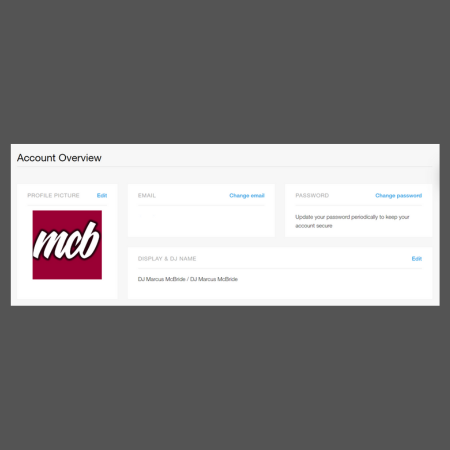 Account Overview
PROFILE PICTURE Edit
mcb
EMAIL Change email
PASSWORD Change password
Update your password periodically to keep your
account secure
DISPLAY & DJ NAME Edit
DJ Marcus McBride / DJ Marcus McBride